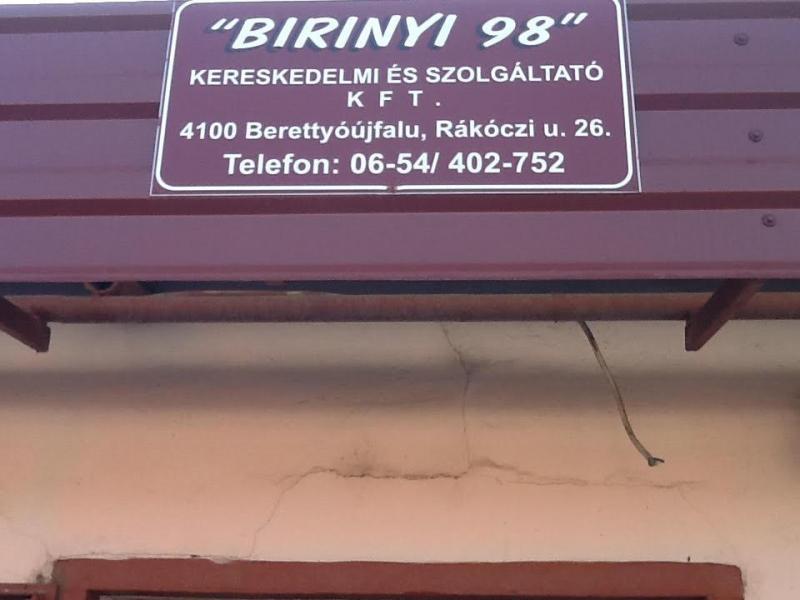 "BIRINYI 98"
KERESKEDELMI ÉS SZOLGÁLTATÓ
K F T.
4100 Berettyóújfalu, Rákóczi u. 26.
Telefon: 06-54/ 402-752